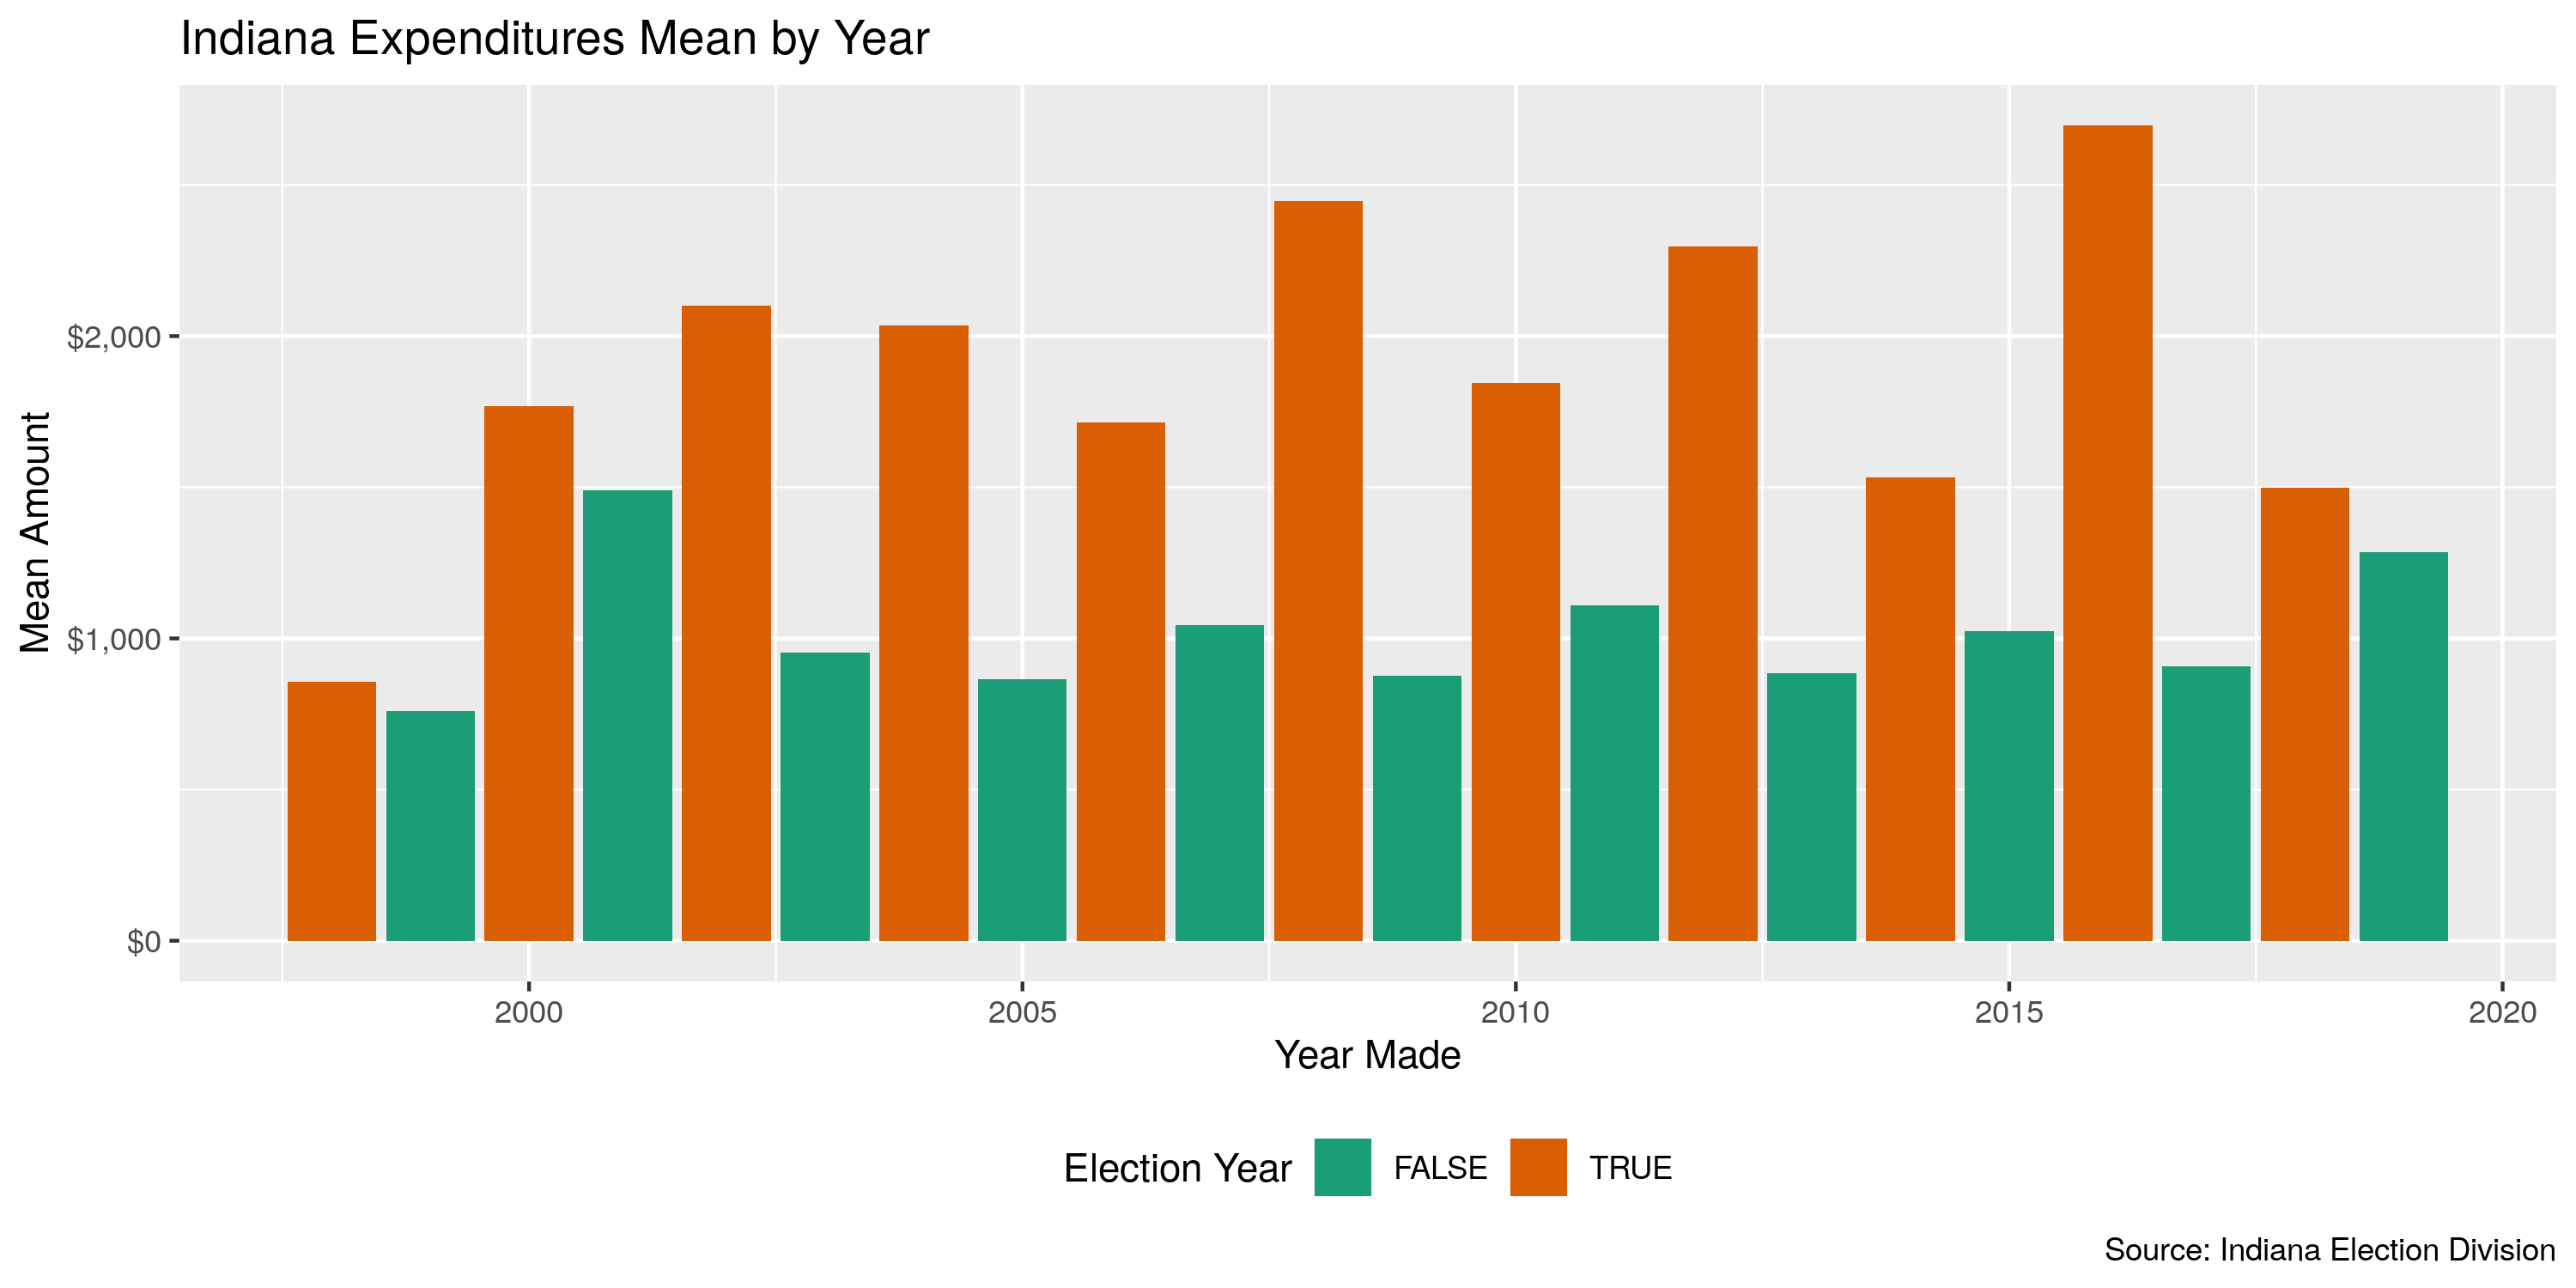 Indiana Expenditures Mean by Year
Mean Amount
$2,000
$1,000
$0
2000 2005 2010 2015 2020
Year Made
Election Year FALSE TRUE
Source: Indiana Election Division